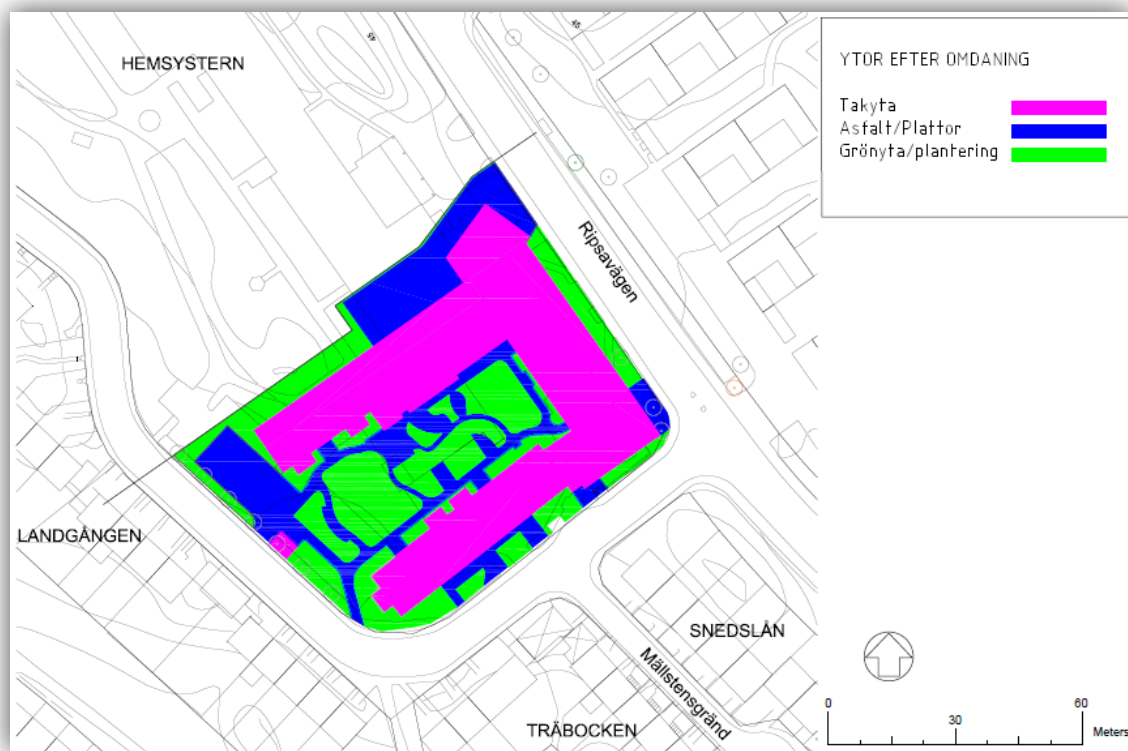 HEMSYSTERN
YTOR EFTER OMDANING
Takyta
Asfalt/Plattor
Grönyta/plantering
Ripsavägen
LANDGÅNGEN
SNEDSLÅN
Mällstensgränd
TRÄBOCKEN
0
30
60
Meters